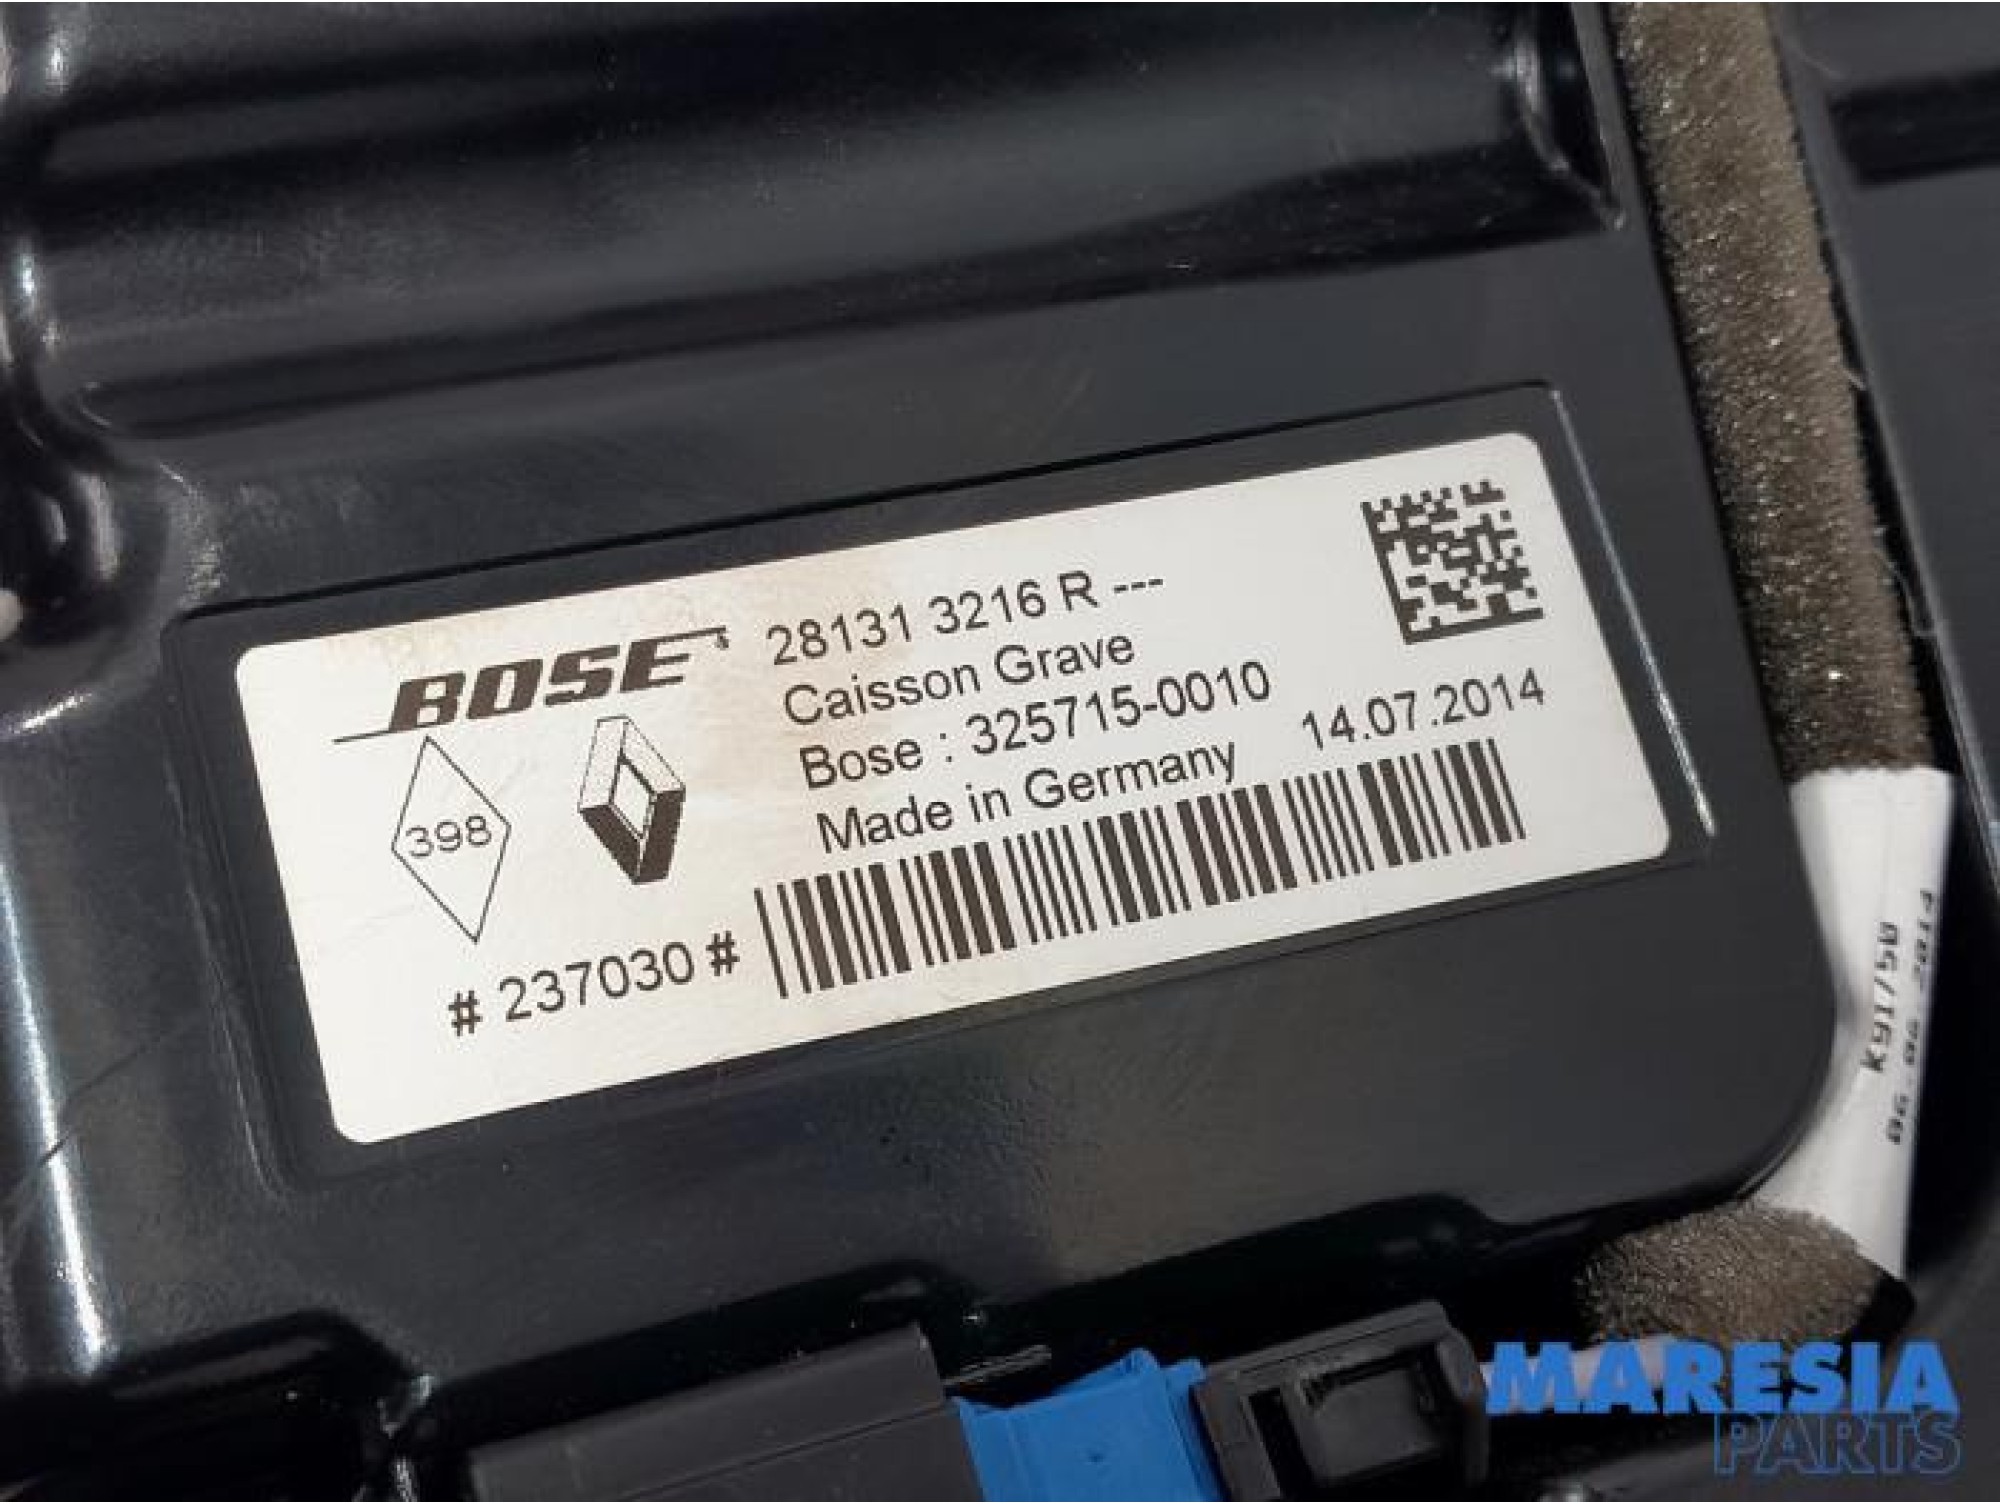 BOSE
28131 3216 R ---
Caisson Grave
Bose : 325715-0010
Made in Germany
14.07.2014
398
# 237030 #
MARESIA
PARTS